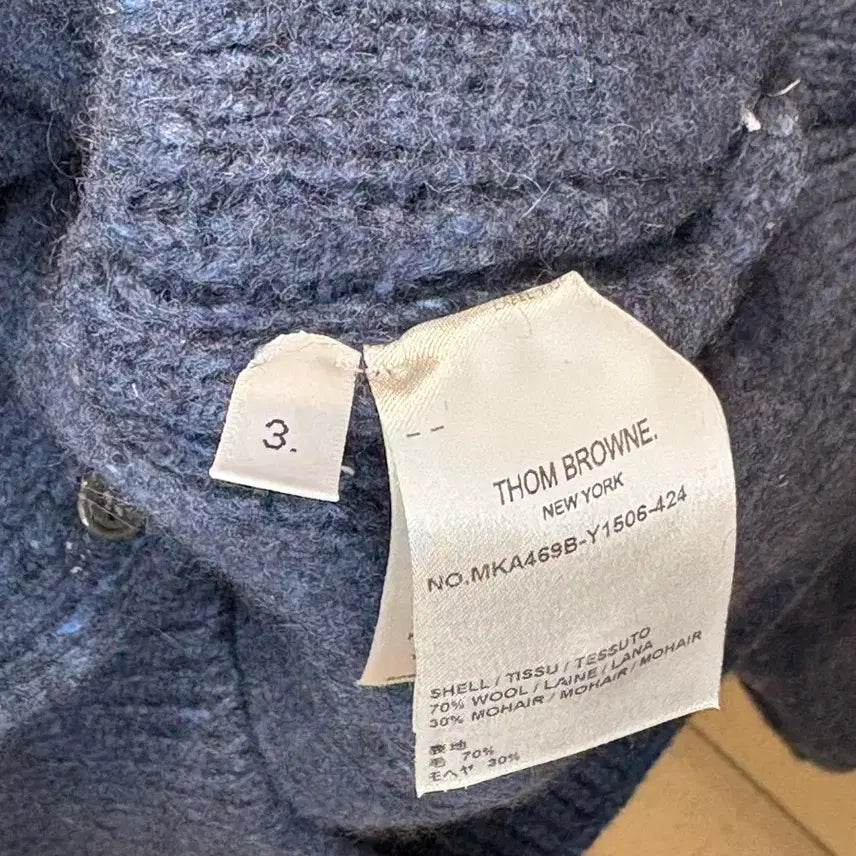 3.
THOM BROWNE.
NEW YORK
NO.MKA469B-Y1506-424
SHELL / TISSU / TESSUTO
70% WOOL / LAINE / LANA
30% MOHAIR / MOHAIR / MOHAIR
表地
毛 70%
モヘヤ 30%